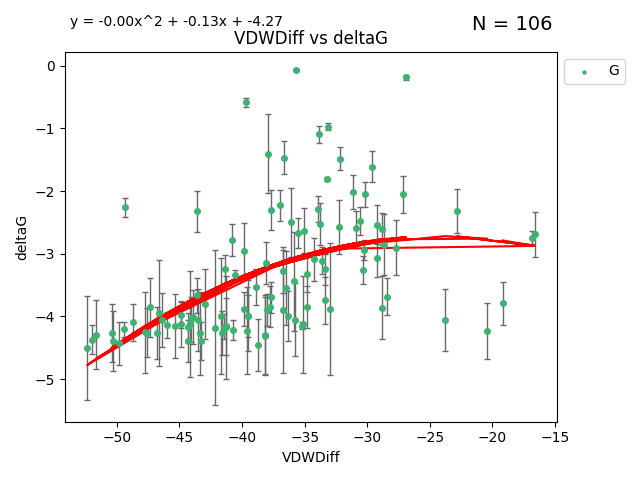 y = -0.00x^2 + -0.13x + -4.27
N = 106
VDWDiff vs deltaG
G
0
−1
−2
−3
−4
−5
deltaG
−50
−45
−40
−35
−30
−25
−20
−15
VDWDiff